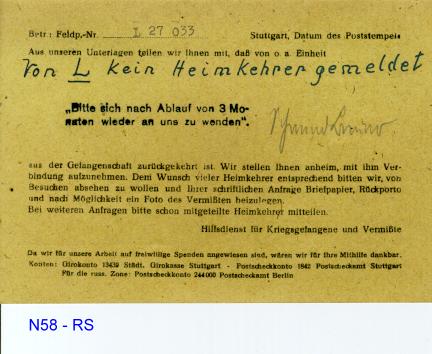 Betr.: Feldp.-Nr. L 27 033 Stuttgart, Datum des Poststempels
Aus unseren Unterlagen teilen wir Ihnen mit, daß von o. a. Einheit
Von L kein Heimkehrer gemeldet
„Bitte sich nach Ablauf von 3 Mo-
naten wieder an uns zu wenden".
aus der Gefangenschaft zurückgekehrt ist. Wir stellen Ihnen anheim, mit ihm Ver-
bindung aufzunehmen. Dem Wunsch vieler Heimkehrer entsprechend bitten wir, von
Besuchen absehen zu wollen und Ihrer schriftlichen Anfrage Briefpapier, Rückporto
und nach Möglichkeit ein Foto des Vermißten beizulegen.
Bei weiteren Anfragen bitte schon mitgeteilte Heimkehrer mitteilen.
Hilfsdienst für Kriegsgefangene und Vermißte
Da wir für unsere Arbeit auf freiwillige Spenden angewiesen sind, wären wir für Ihre Mithilfe dankbar.
Konten: Girokonto 13439 Städt. Girokasse Stuttgart - Postscheckkonto 1842 Postscheckamt Stuttgart
Für die russ. Zone: Postscheckkonto 244000 Postscheckamt Berlin
N58 - RS